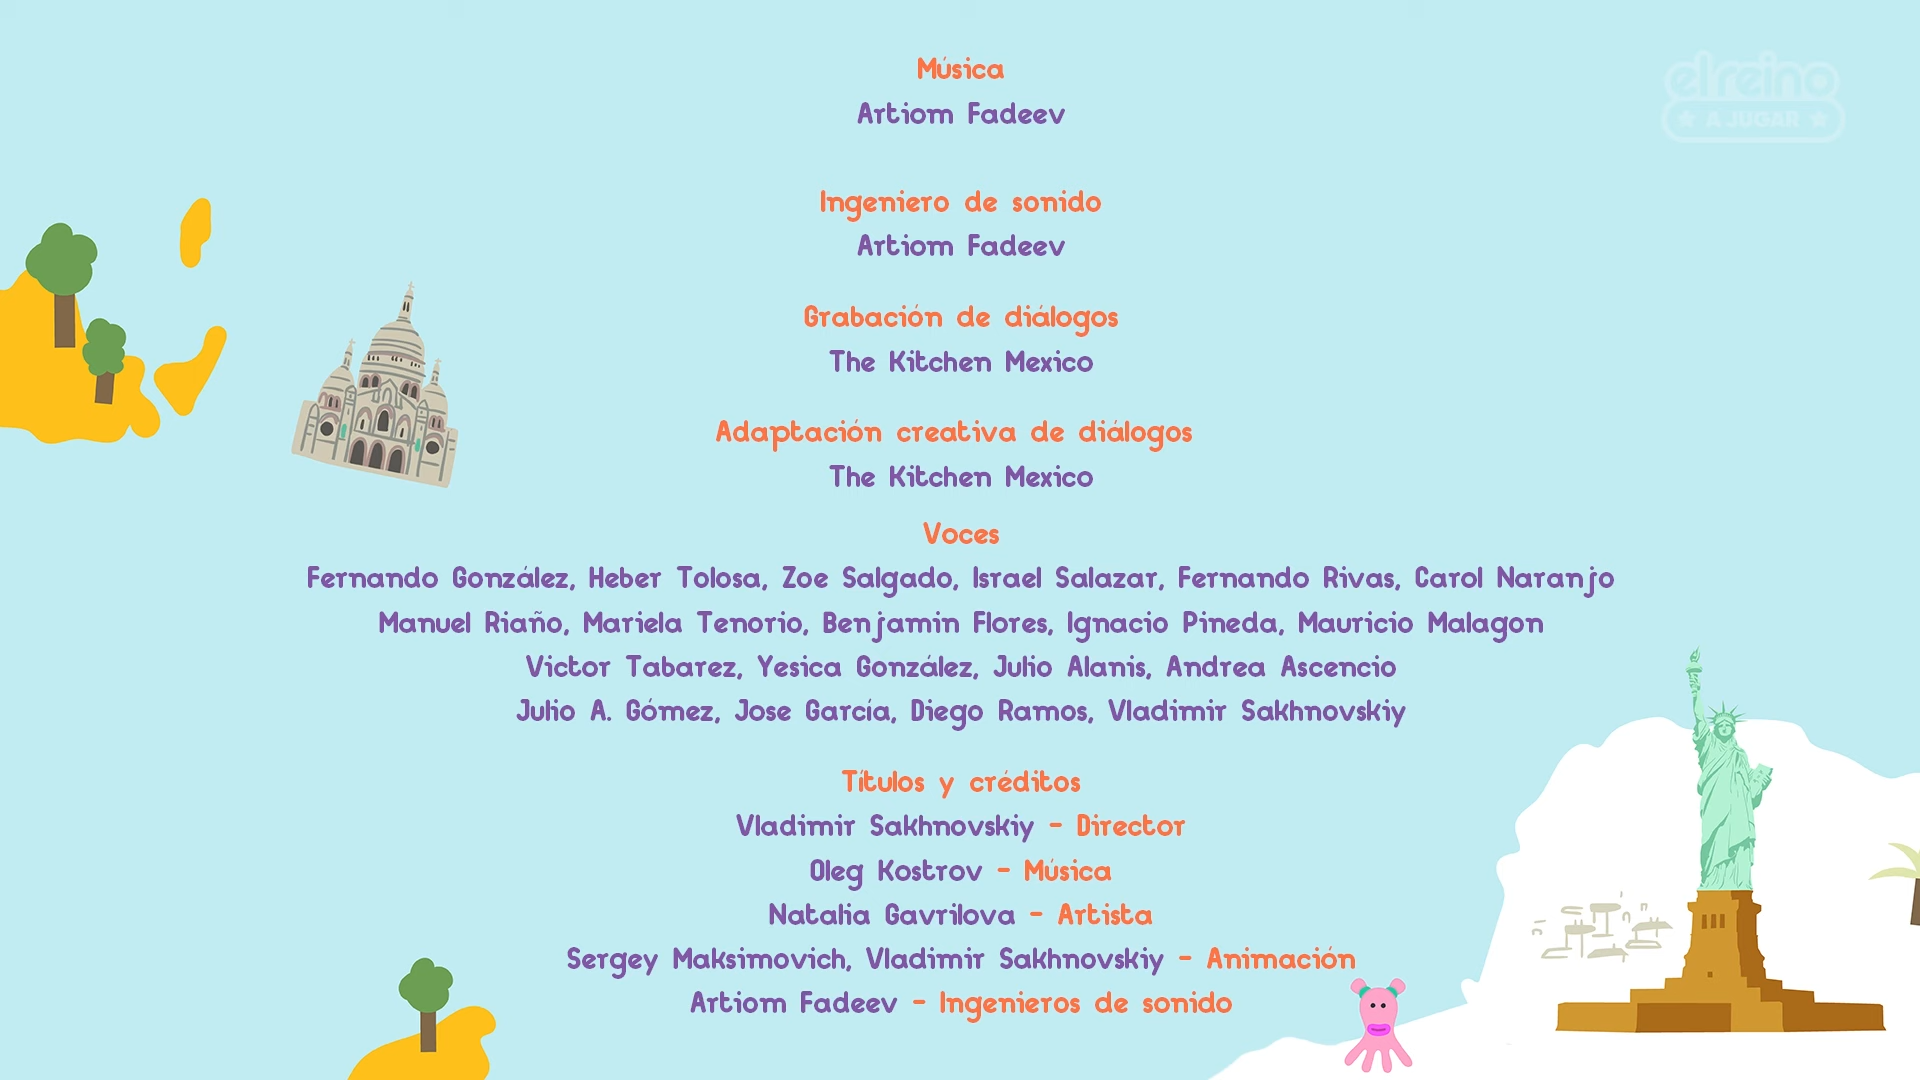 Música
Artiom Fadeev
el reino
A JUGAR
Ingeniero de sonido
Artiom Fadeev
Grabación de diálogos
The Kitchen Mexico
Adaptación creativa de diálogos
The Kitchen Mexico
Voces
Fernando González, Heber Tolosa, Zoe Salgado, Israel Salazar, Fernando Rivas, Carol Naranjo
Manuel Riaño, Mariela Tenorio, Benjamin Flores, Ignacio Pineda, Mauricio Malagon
Victor Tabarez, Yesica González, Julio Alanis, Andrea Ascencio
Julio A. Gómez, Jose García, Diego Ramos, Vladimir Sakhnovskiy
Títulos y créditos
Vladimir Sakhnovskiy - Director
Oleg Kostrov - Música
Natalia Gavrilova - Artista
Sergey Maksimovich, Vladimir Sakhnovskiy - Animación
Artiom Fadeev - Ingenieros de sonido